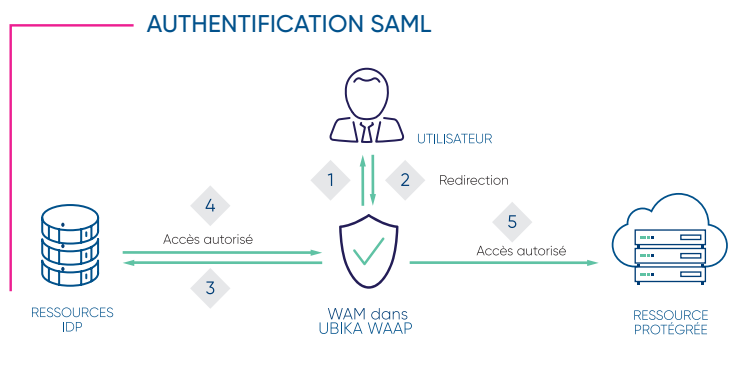 AUTHENTIFICATION SAML
UTILISATEUR
1
2
Redirection
4
Accès autorisé
3
5
Accès autorisé
RESSOURCES
IDP
WAM dans
UBIKA WAAP
RESSOURCE
PROTÉGRÉE